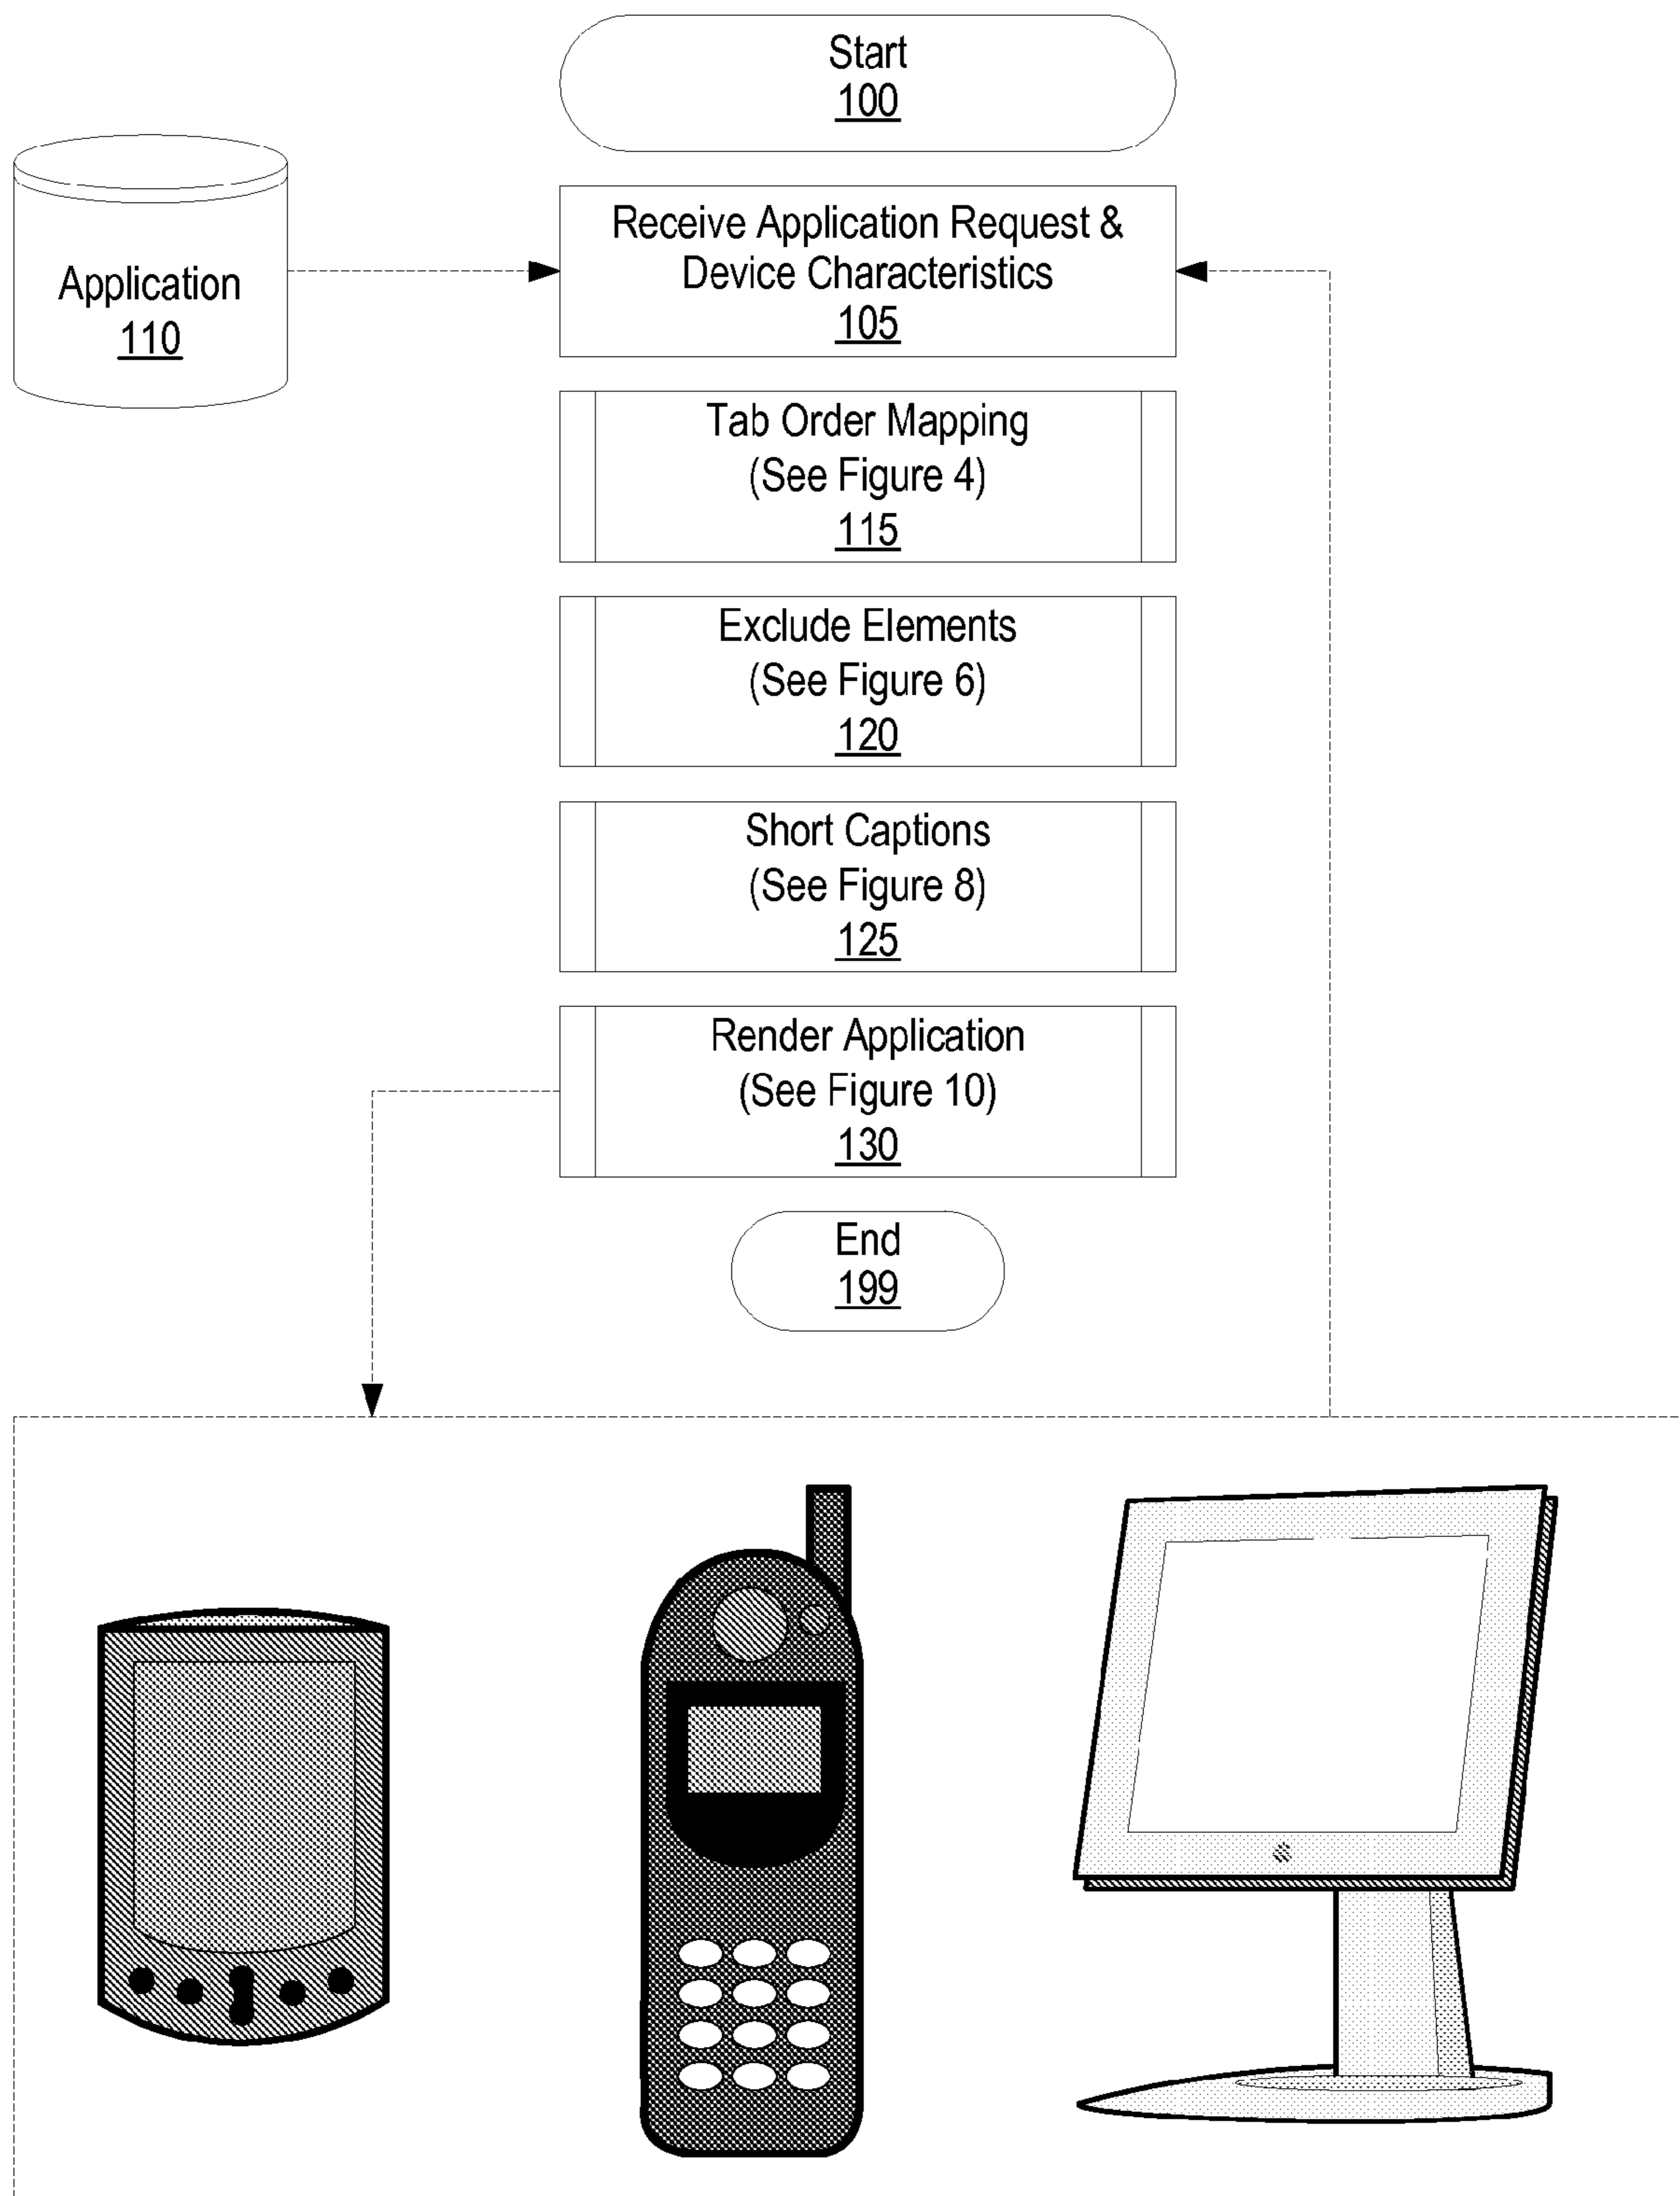 Start
100
Application
110
Receive Application Request &
Device Characteristics
105
Tab Order Mapping
(See Figure 4)
115
Exclude Elements
(See Figure 6)
120
Short Captions
(See Figure 8)
125
Render Application
(See Figure 10)
130
End
199